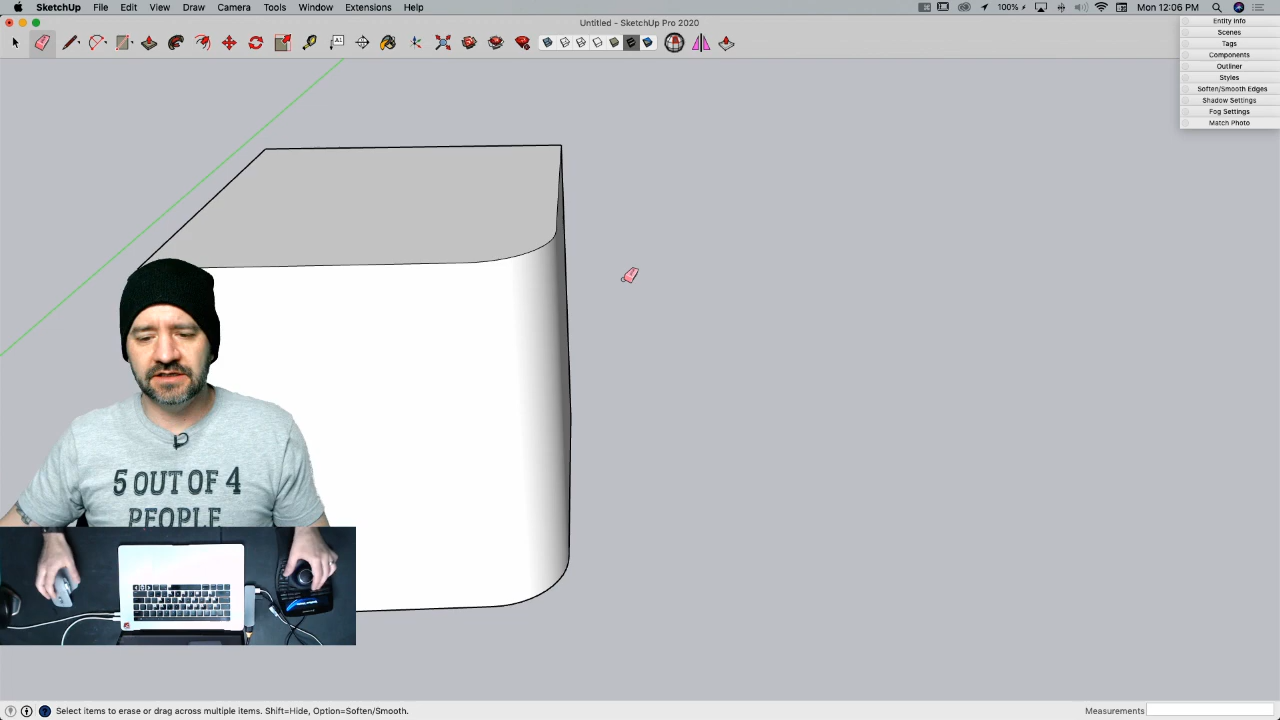 SketchUp File Edit View Draw Camera Tools Window Extensions Help
100% Mon 12:06 PM
Untitled - SketchUp Pro 2020
Entity Info
Scenes
Tags
Components
Outliner
Styles
Soften/Smooth Edges
Shadow Settings
Fog Settings
Match Photo
5 OUT OF 4
PEOPLE
Select items to erase or drag across multiple items. Shift=Hide, Option=Soften/Smooth.
Measurements